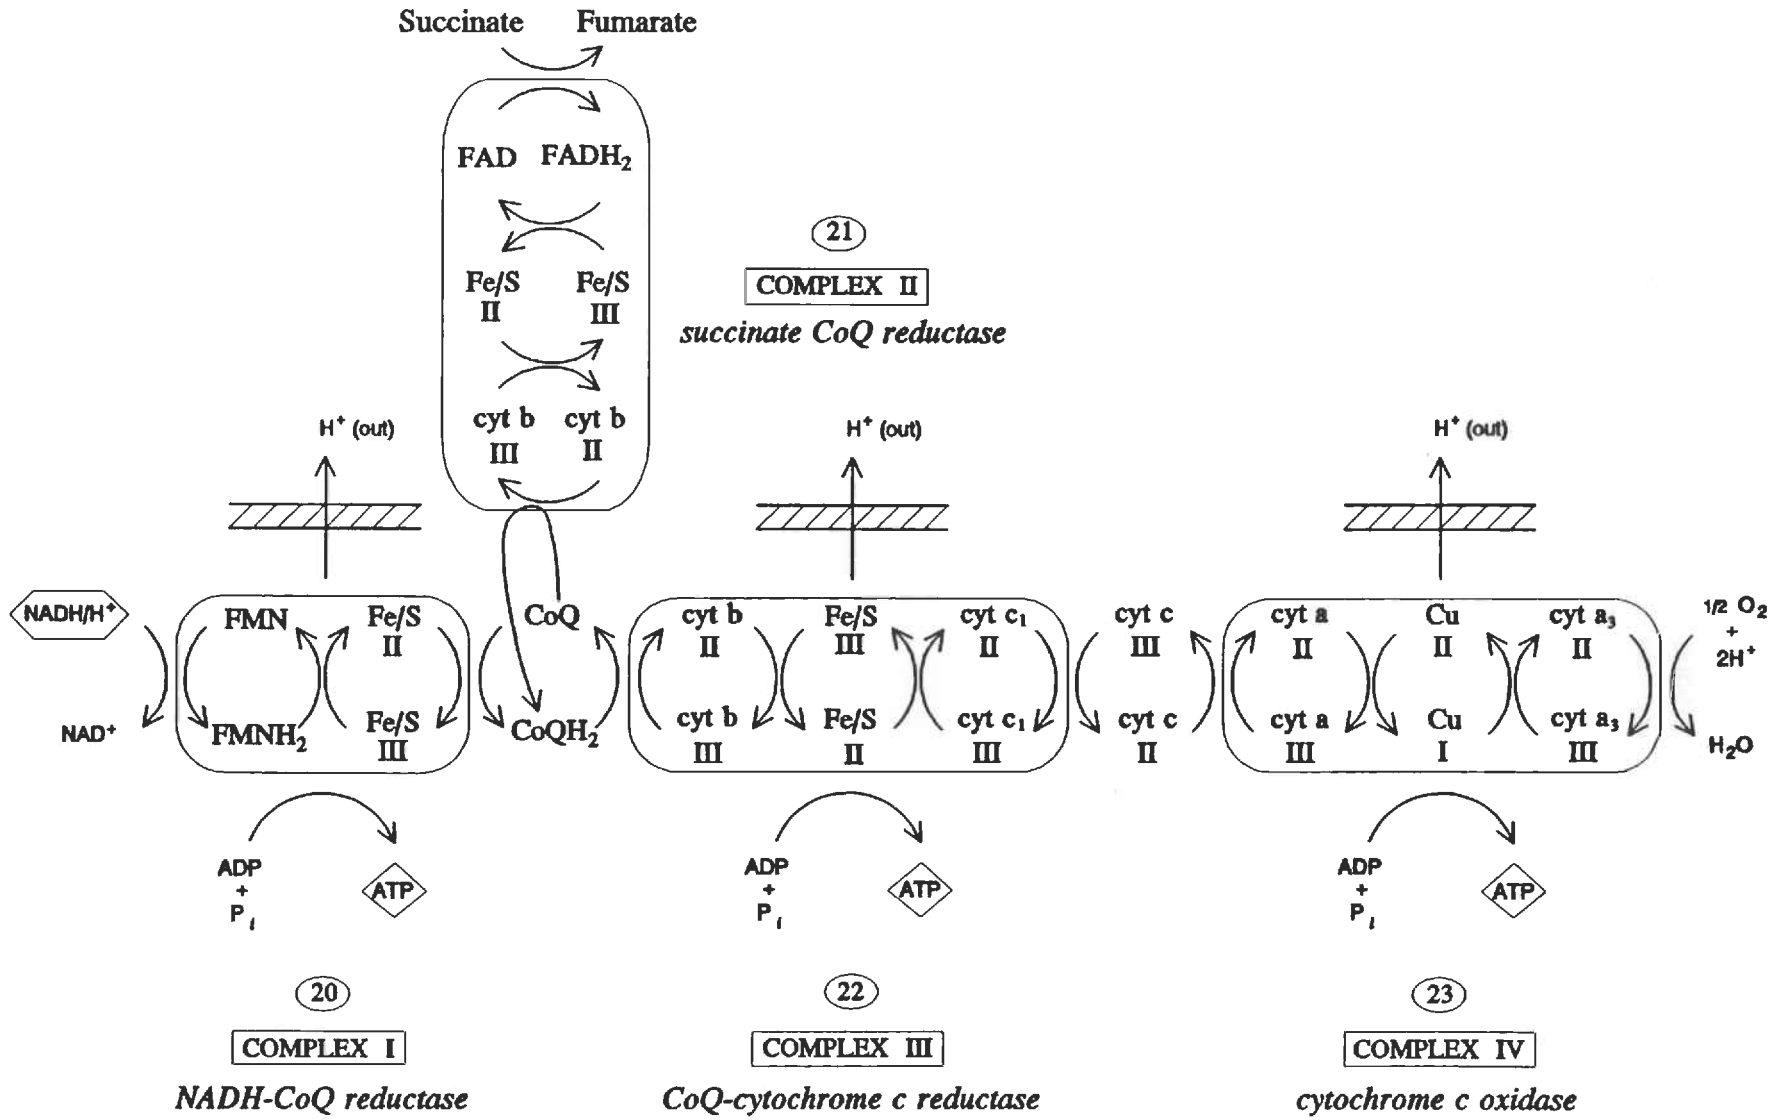 Succinate Fumarate
FAD FADH₂
21
Fe/S Fe/S
II III
COMPLEX II
succinate CoQ reductase
cyt b cyt b
III II
H⁺ (out) H⁺ (out) H⁺ (out)
NADH/H⁺ FMN Fe/S CoQ cyt b Fe/S cyt c₁ cyt c cyt a Cu cyt a₃ 1/2 O₂
II II III II III II II II +
2H⁺
NAD⁺ FMNH₂ Fe/S CoQH₂ cyt b Fe/S cyt c₁ cyt c cyt a Cu cyt a₃ H₂O
III III II III II III I III
ADP ADP ADP
+ ATP + ATP + ATP
P i P i P i
20 22 23
COMPLEX I COMPLEX III COMPLEX IV
NADH-CoQ reductase CoQ-cytochrome c reductase cytochrome c oxidase